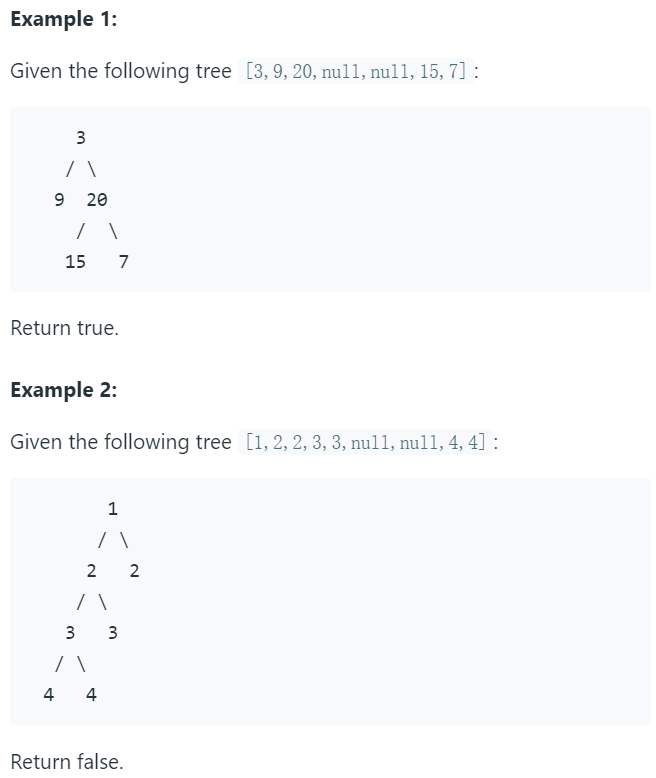 Example 1:
Given the following tree [3,9,20,null,null,15,7] :
3
/ \
9 20
/ \
15 7
Return true.
Example 2:
Given the following tree [1,2,2,3,3,null,null,4,4] :
1
/ \
2 2
/ \
3 3
/ \
4 4
Return false.